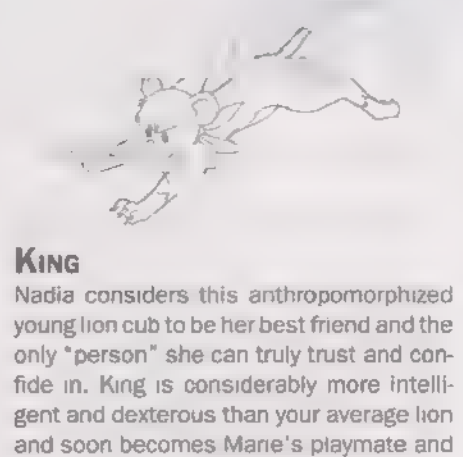 KING
Nadia considers this anthropomorphized
young lion cub to be her best friend and the
only "person" she can truly trust and con-
fide in. King is considerably more intelli-
gent and dexterous than your average lion
and soon becomes Marie's playmate and